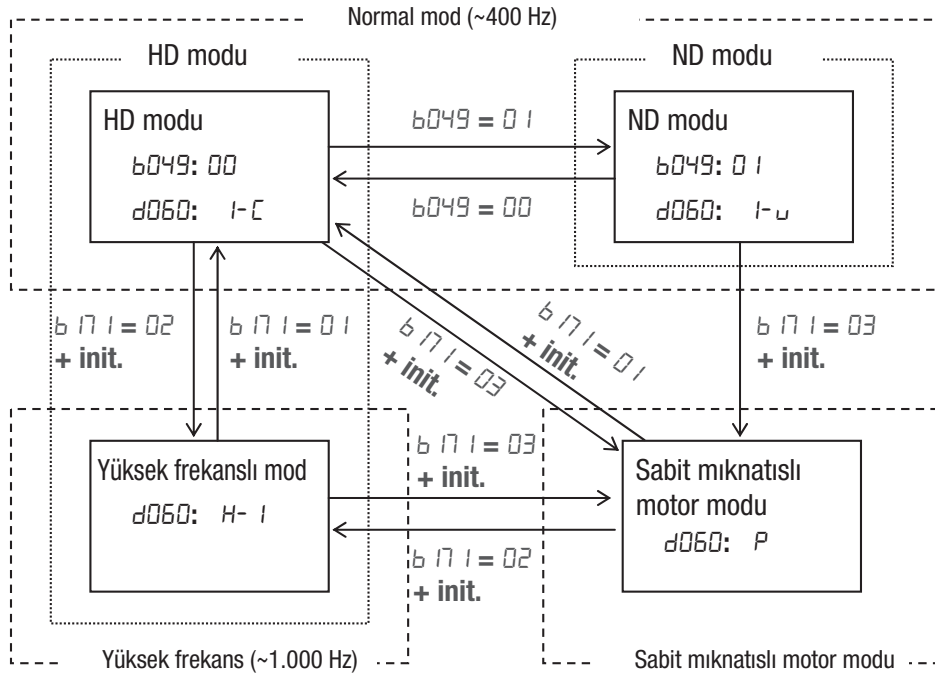 Normal mod (~400 Hz)
HD modu
ND modu
HD modu
b049: 00
d060: I-C
b049 = 01
b049 = 00
ND modu
b049: 01
d060: I-u
b171 = 02
+ init.
b171 = 01
+ init.
b171 = 03
+ init.
b171 = 01
+ init.
b171 = 03
+ init.
Yüksek frekanslı mod
d060: H-I
b171 = 03
+ init.
b171 = 02
+ init.
Sabit mıknatıslı
motor modu
d060: P
Yüksek frekans (~1.000 Hz)
Sabit mıknatıslı motor modu